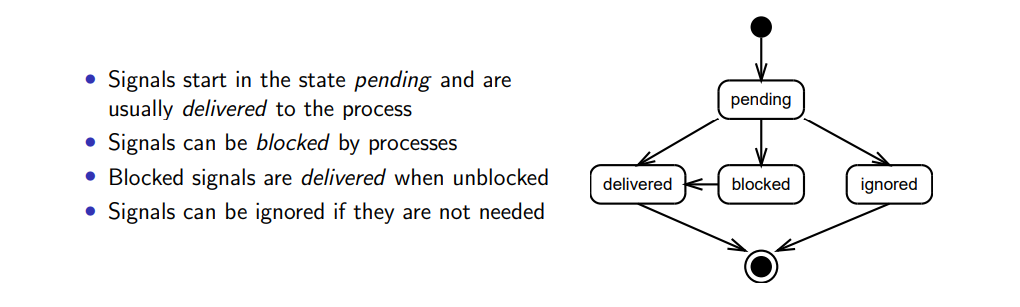 • Signals start in the state pending and are
usually delivered to the process
• Signals can be blocked by processes
• Blocked signals are delivered when unblocked
• Signals can be ignored if they are not needed
pending
delivered
blocked
ignored